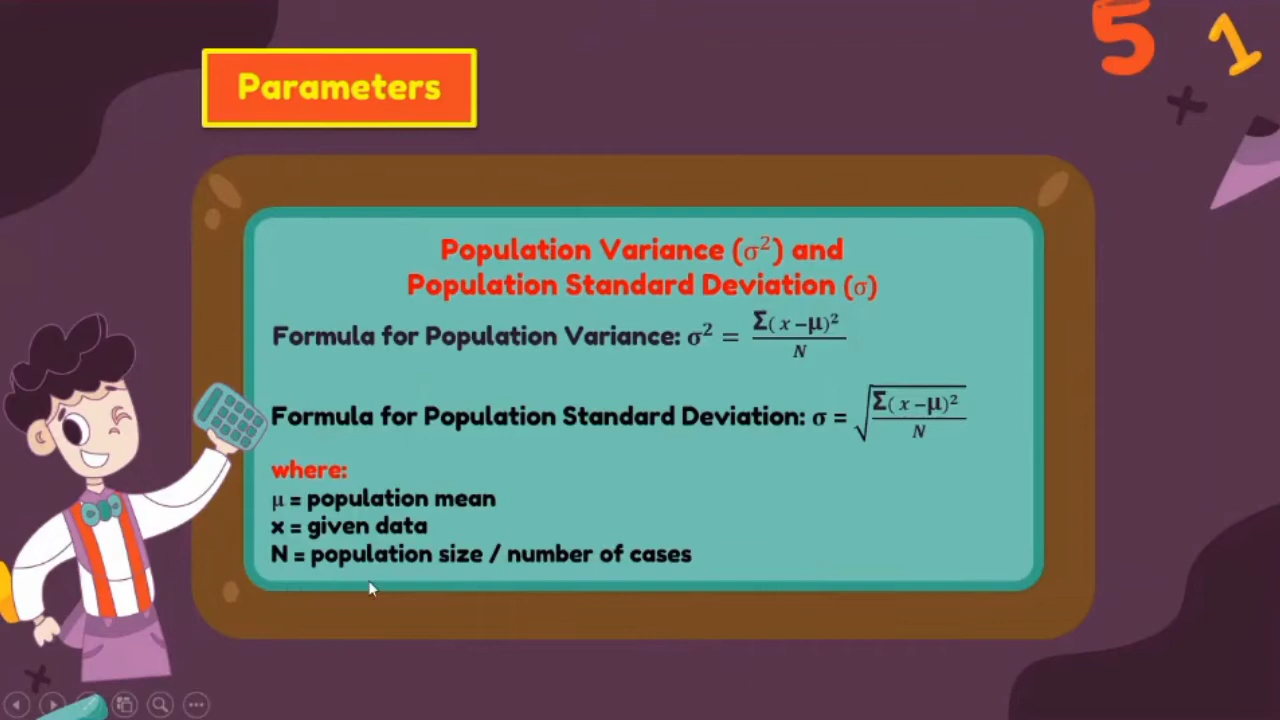 5 1
Parameters
Population Variance (σ²) and
Population Standard Deviation (σ)
Formula for Population Variance: σ² = Σ( x –μ)² / N
Formula for Population Standard Deviation: σ = √(Σ( x –μ)² / N)
where:
μ = population mean
x = given data
N = population size / number of cases